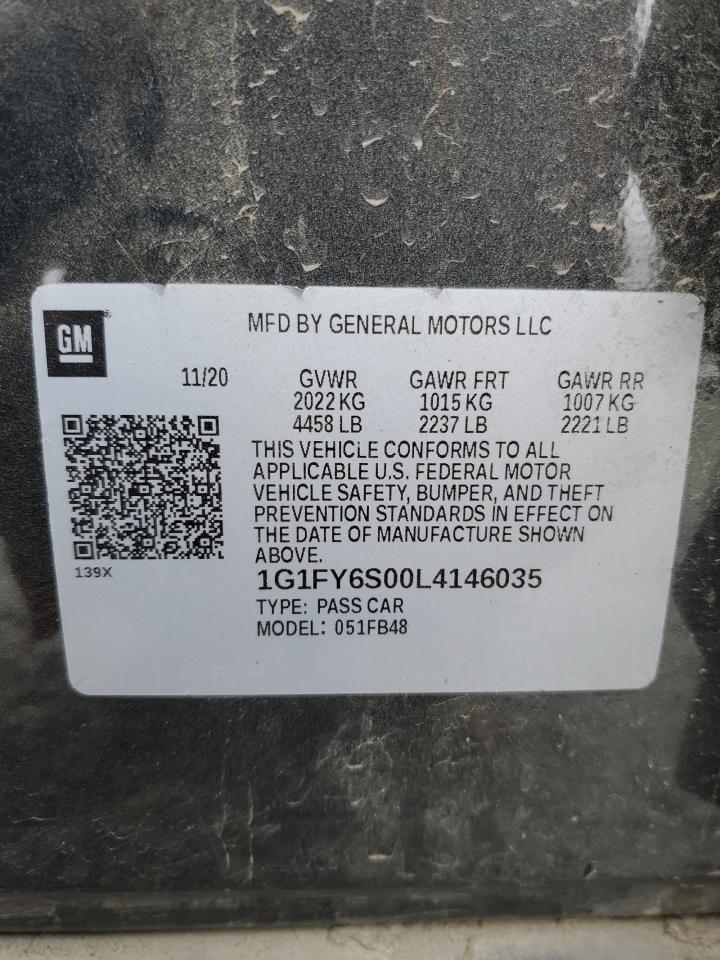 GM
MFD BY GENERAL MOTORS LLC
11/20 GVWR GAWR FRT GAWR RR
2022 KG 1015 KG 1007 KG
4458 LB 2237 LB 2221 LB
THIS VEHICLE CONFORMS TO ALL
APPLICABLE U.S. FEDERAL MOTOR
VEHICLE SAFETY, BUMPER, AND THEFT
PREVENTION STANDARDS IN EFFECT ON
THE DATE OF MANUFACTURE SHOWN
ABOVE.
139X
1G1FY6S00L4146035
TYPE: PASS CAR
MODEL: 051FB48